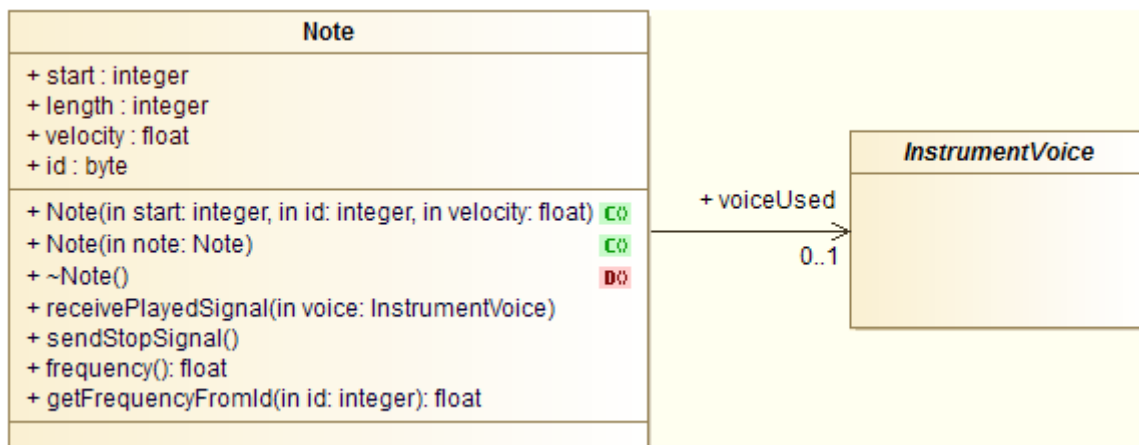 Note
+ start : integer
+ length : integer
+ velocity : float
+ id : byte
+ Note(in start: integer, in id: integer, in velocity: float) C()
+ Note(in note: Note) C()
+ ~Note() D()
+ receivePlayedSignal(in voice: InstrumentVoice)
+ sendStopSignal()
+ frequency(): float
+ getFrequencyFromId(in id: integer): float
+ voiceUsed
0..1
InstrumentVoice